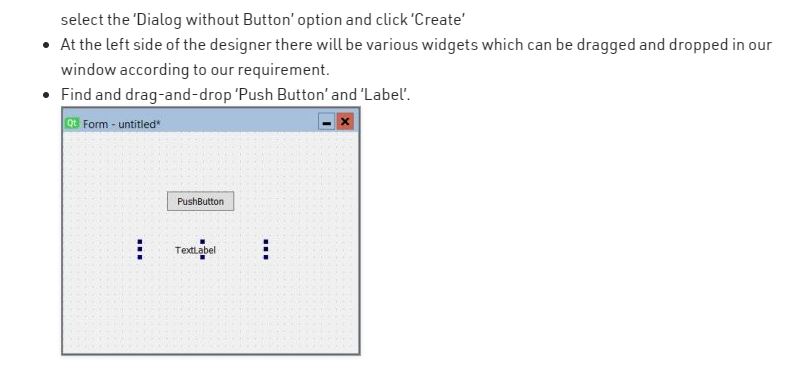 select the 'Dialog without Button' option and click 'Create'
• At the left side of the designer there will be various widgets which can be dragged and dropped in our
window according to our requirement.
• Find and drag-and-drop 'Push Button' and 'Label'.
Qt Form - untitled*
PushButton
TextLabel